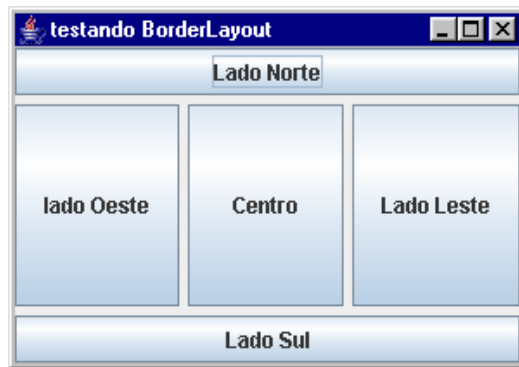 testando BorderLayout
Lado Norte
lado Oeste
Centro
Lado Leste
Lado Sul